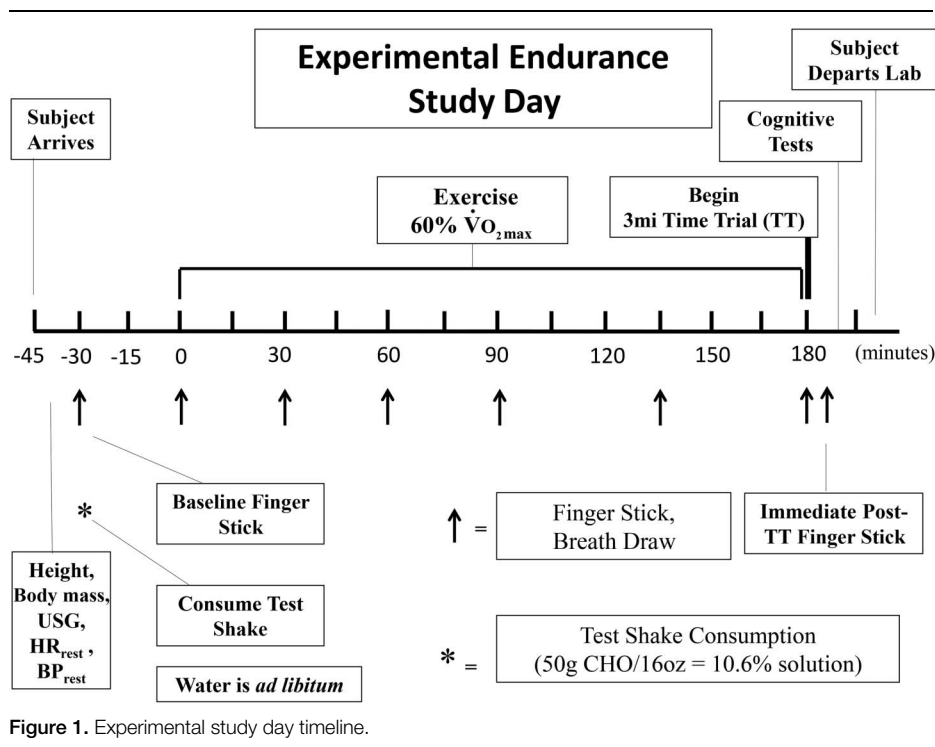 Experimental Endurance
Study Day
Subject
Departs Lab
Subject
Arrives
Cognitive
Tests
Exercise
60% V̇O₂max
Begin
3mi Time Trial (TT)
-45 -30 -15 0 30 60 90 120 150 180 (minutes)
Baseline Finger
Stick
*
↑ = Finger Stick,
Breath Draw
Immediate Post-
TT Finger Stick
Height,
Body mass,
USG,
HRrest ,
BPrest
Consume Test
Shake
* = Test Shake Consumption
(50g CHO/16oz = 10.6% solution)
Water is ad libitum
Figure 1. Experimental study day timeline.